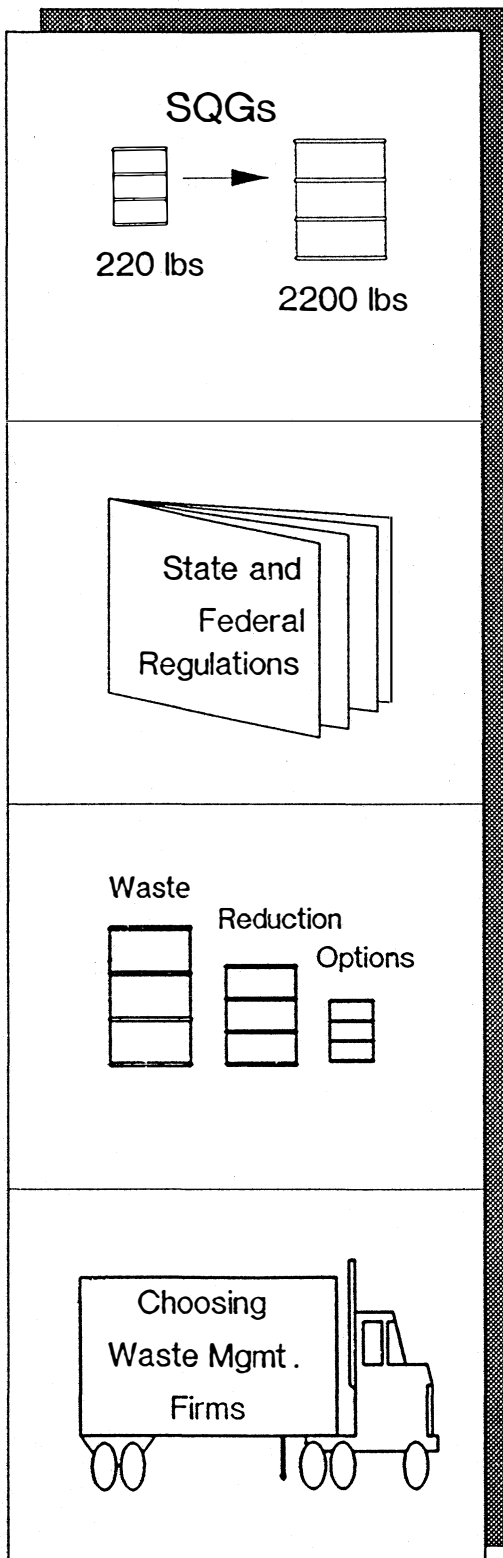 SQGs
220 lbs
2200 lbs
State and
Federal
Regulations
Waste
Reduction
Options
Choosing
Waste Mgmt.
Firms